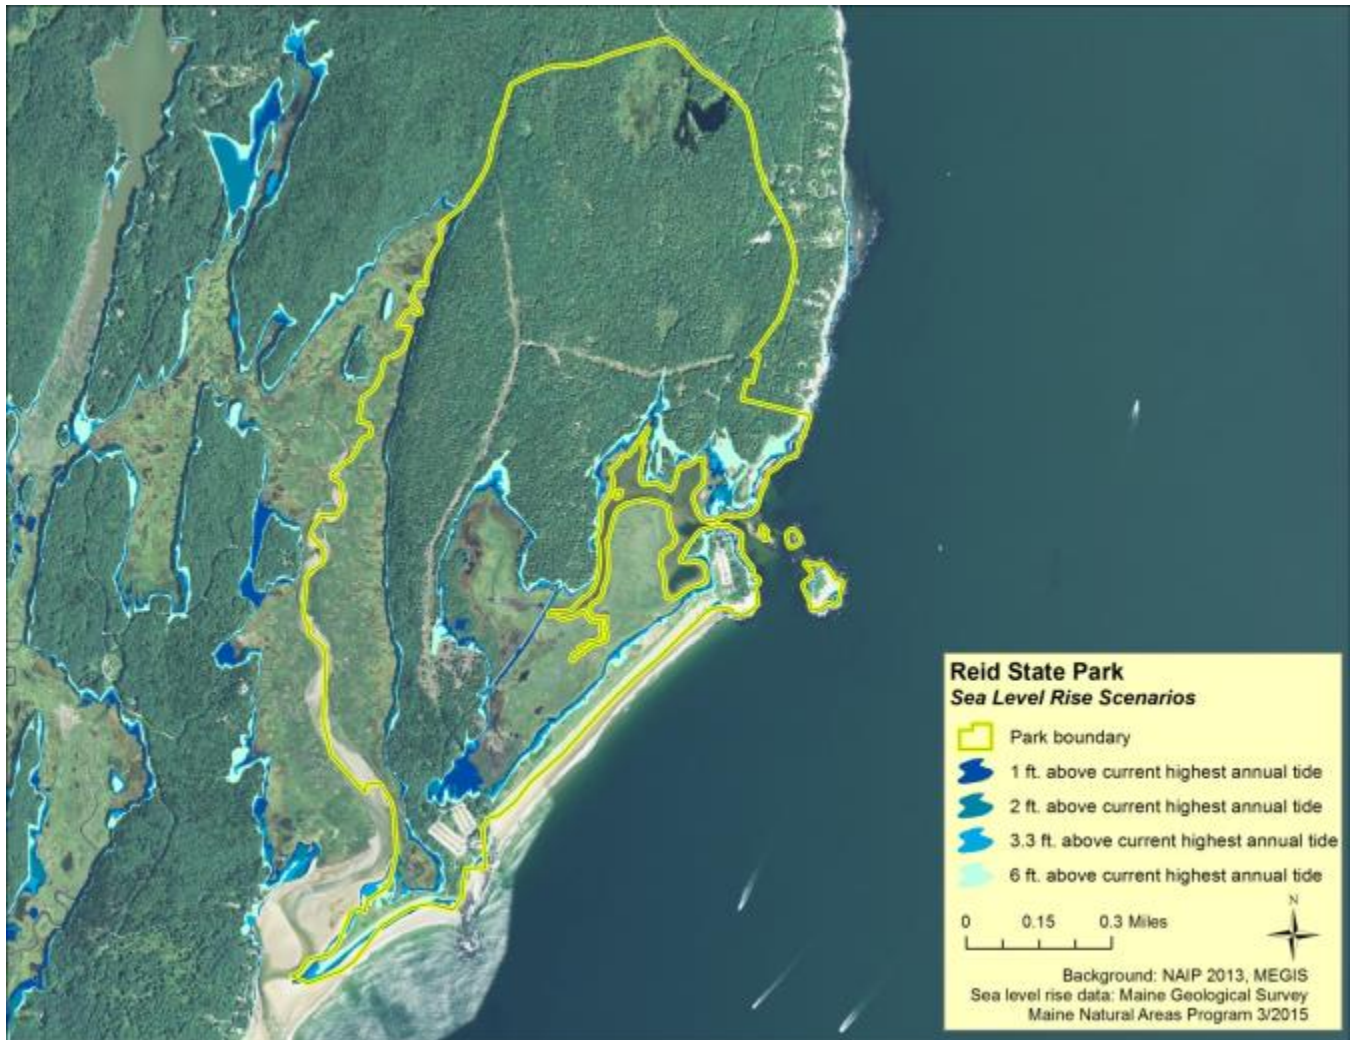 Reid State Park
Sea Level Rise Scenarios
Park boundary
1 ft. above current highest annual tide
2 ft. above current highest annual tide
3.3 ft. above current highest annual tide
6 ft. above current highest annual tide
N
0 0.15 0.3 Miles
Background: NAIP 2013, MEGIS
Sea level rise data: Maine Geological Survey
Maine Natural Areas Program 3/2015